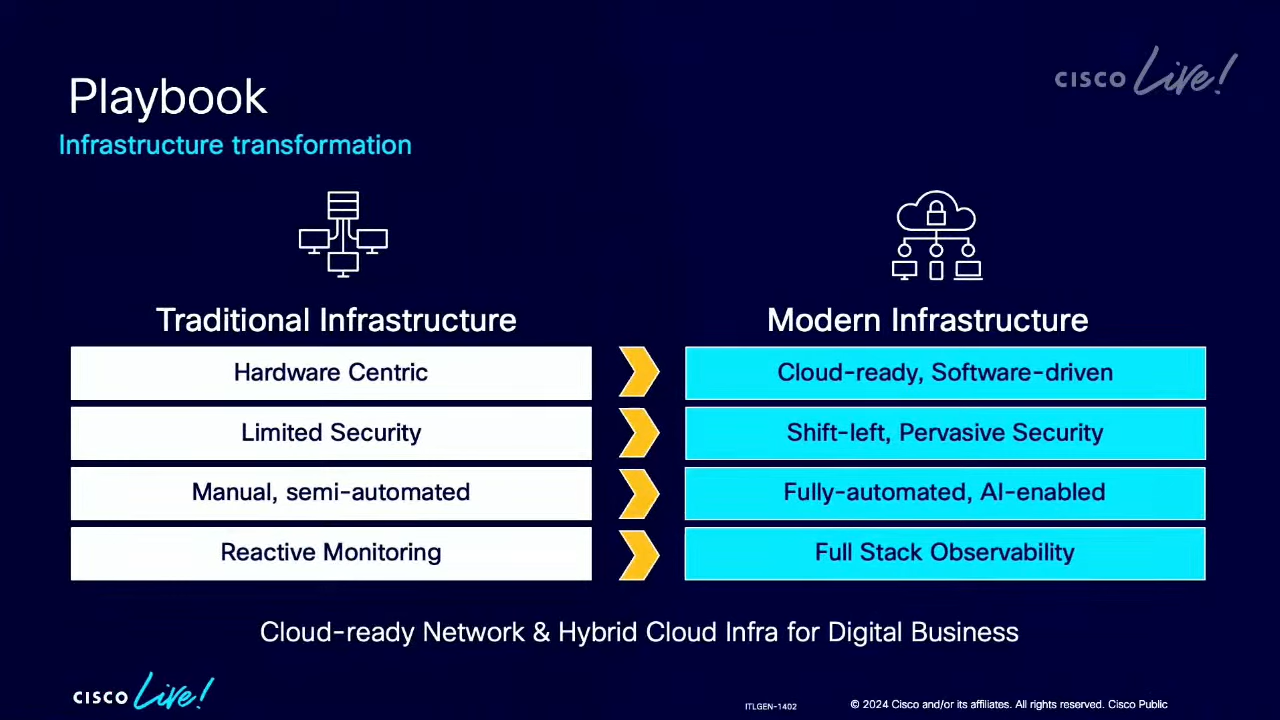 Playbook
CISCO Live!
Infrastructure transformation
Traditional Infrastructure
Modern Infrastructure
Hardware Centric
Cloud-ready, Software-driven
Limited Security
Shift-left, Pervasive Security
Manual, semi-automated
Fully-automated, AI-enabled
Reactive Monitoring
Full Stack Observability
Cloud-ready Network & Hybrid Cloud Infra for Digital Business
CISCO Live!
ITLGEN-1402
© 2024 Cisco and/or its affiliates. All rights reserved. Cisco Public